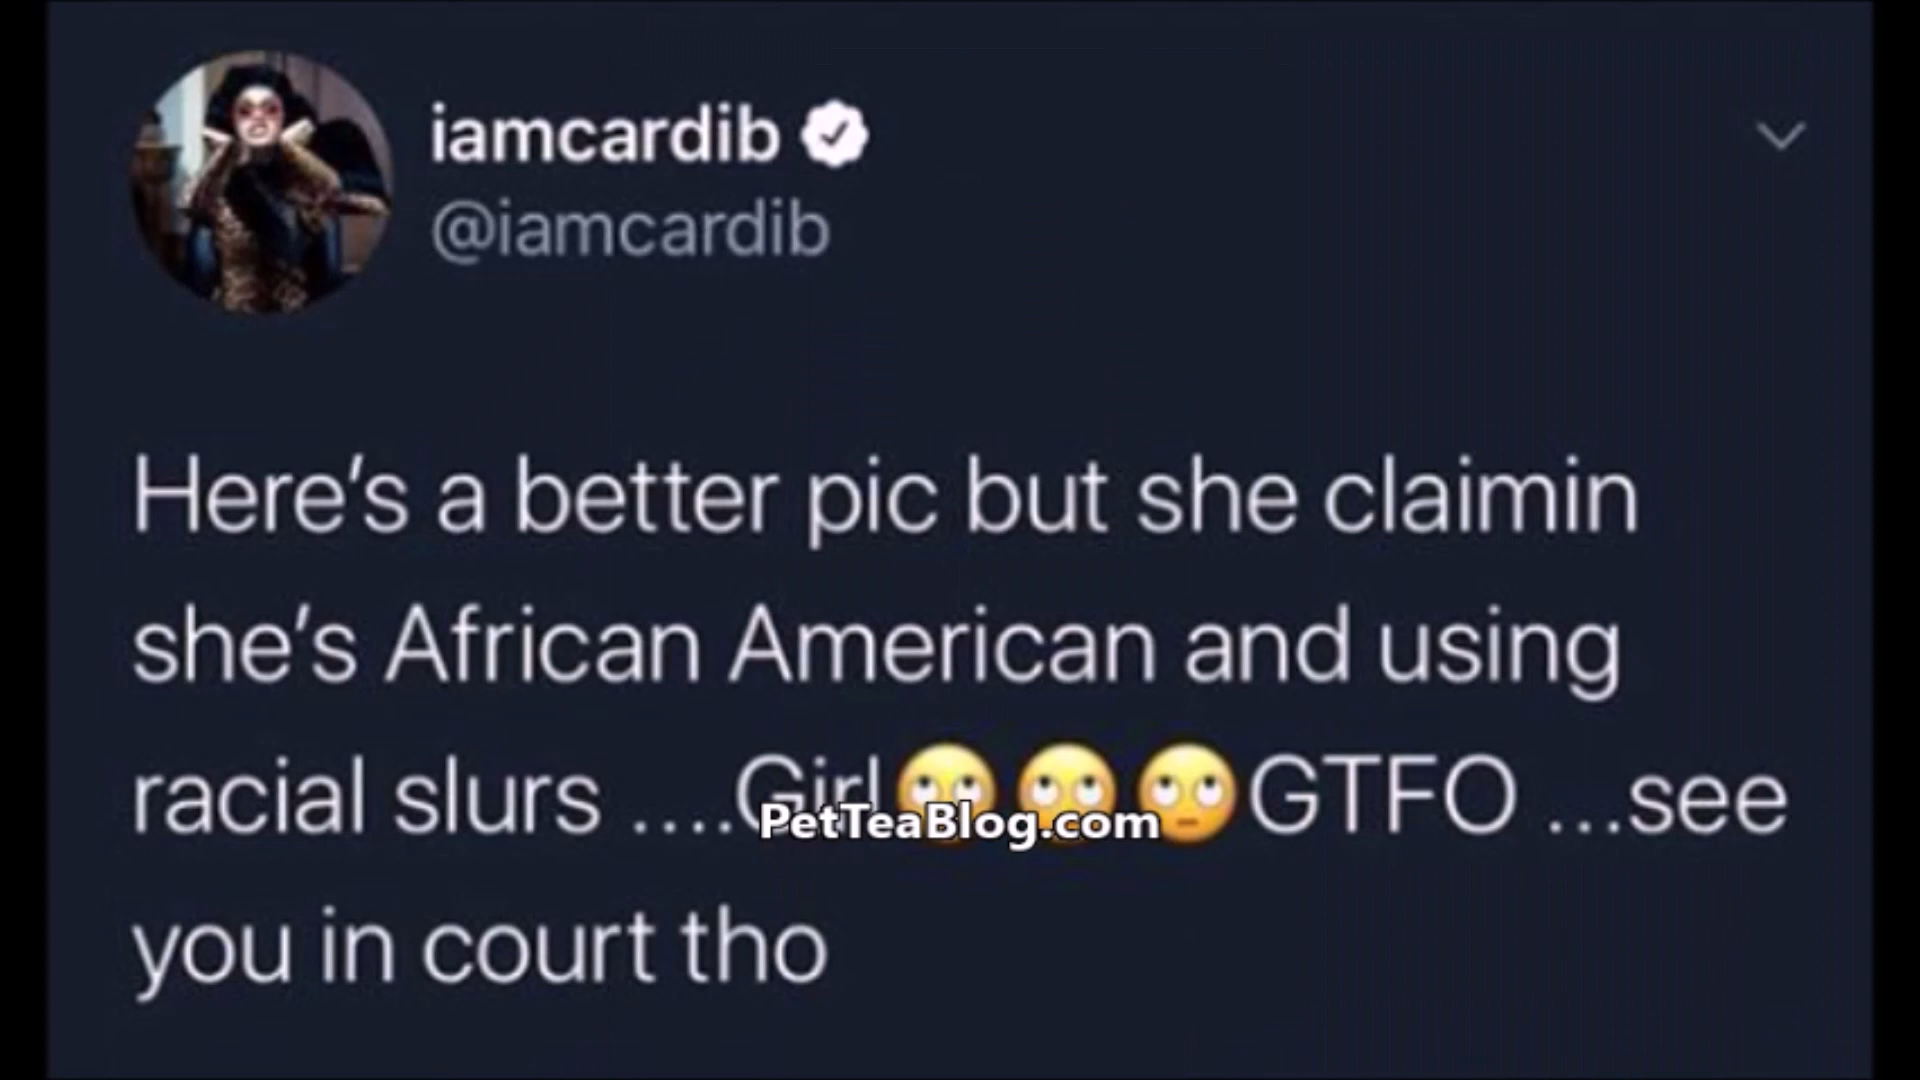 iamcardib
@iamcardib
Here's a better pic but she claimin
she's African American and using
racial slurs ....Girl🙄🙄🙄GTFO ...see
PetTeaBlog.com
you in court tho